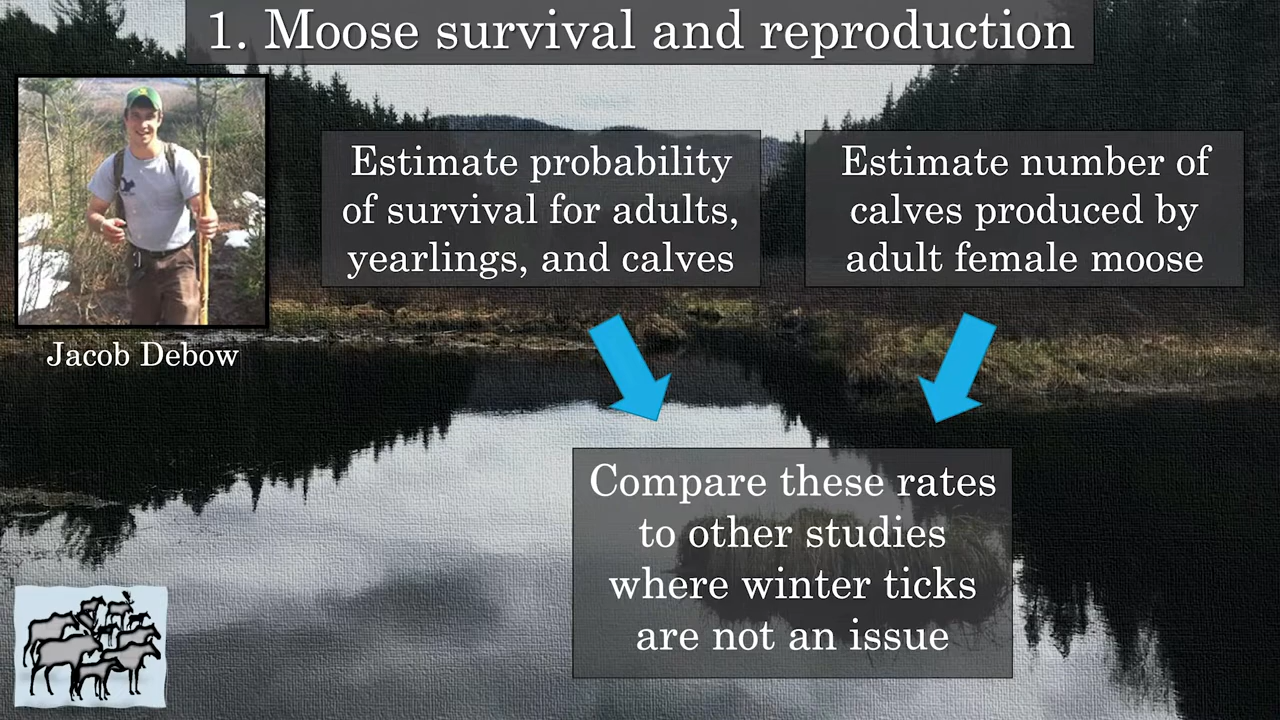 1. Moose survival and reproduction
Estimate probability
of survival for adults,
yearlings, and calves
Estimate number of
calves produced by
adult female moose
Jacob Debow
Compare these rates
to other studies
where winter ticks
are not an issue